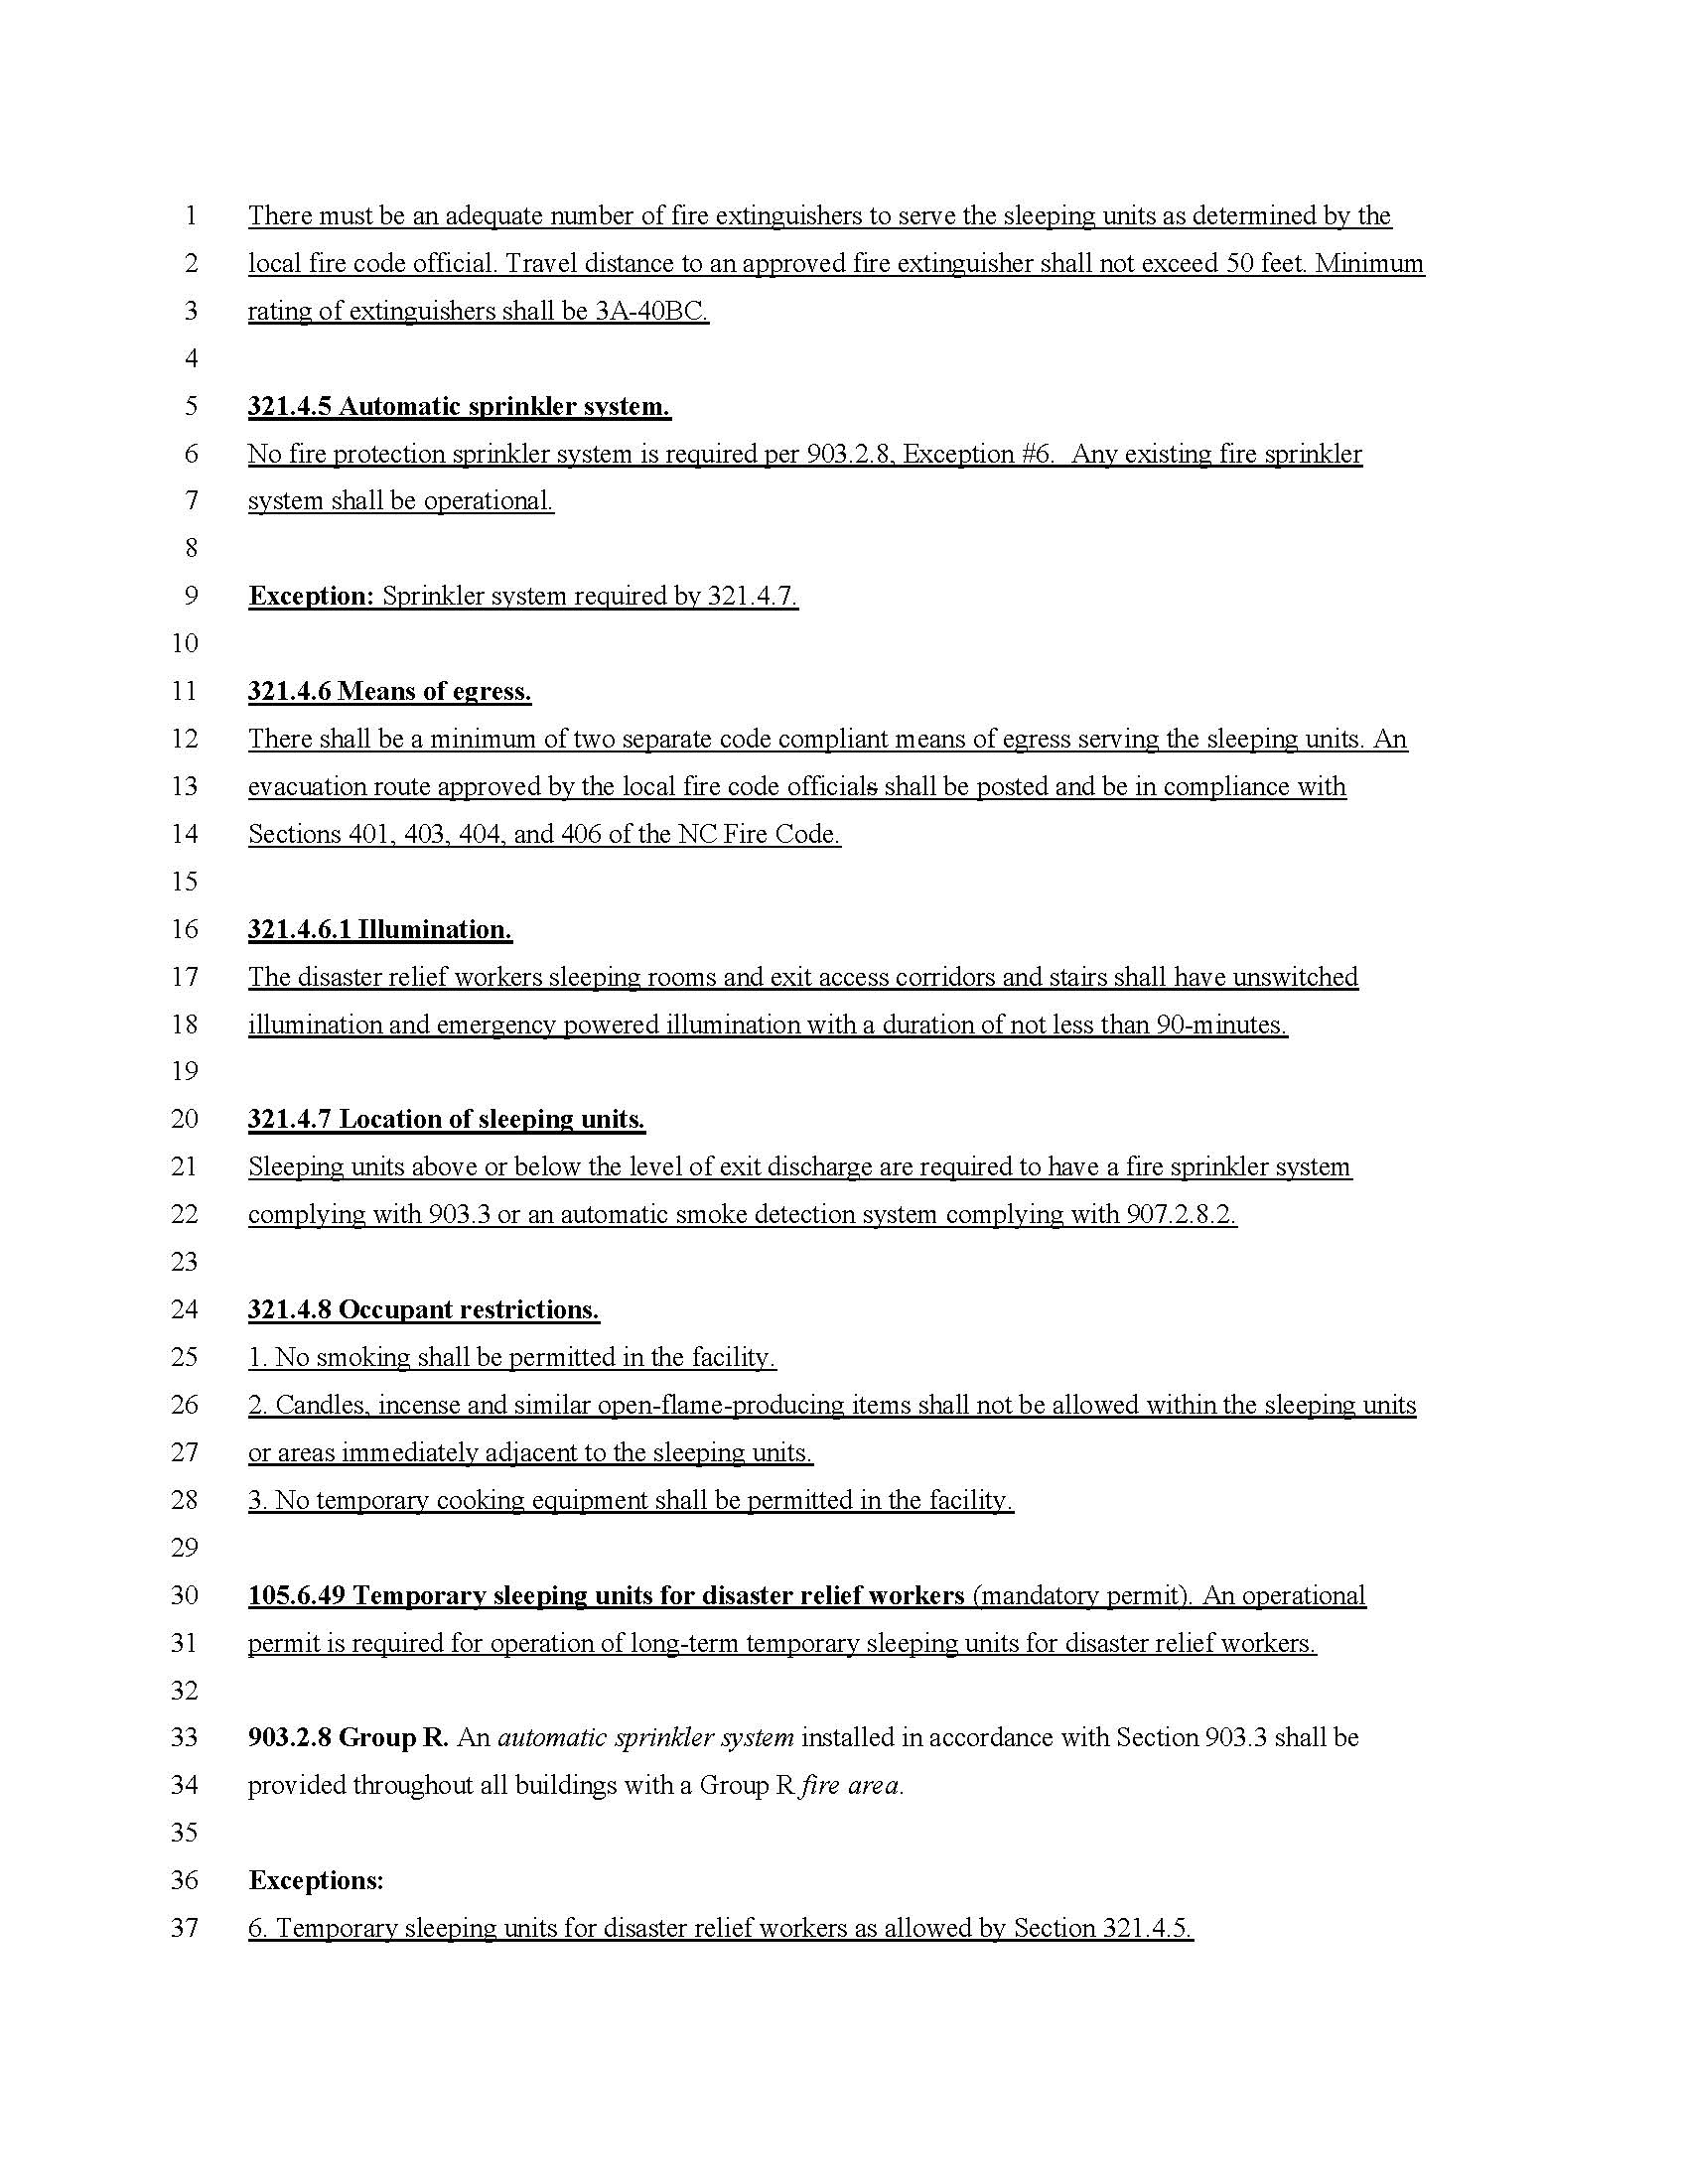 1 There must be an adequate number of fire extinguishers to serve the sleeping units as determined by the
2 local fire code official. Travel distance to an approved fire extinguisher shall not exceed 50 feet. Minimum
3 rating of extinguishers shall be 3A-40BC.
4
5 321.4.5 Automatic sprinkler system.
6 No fire protection sprinkler system is required per 903.2.8, Exception #6.  Any existing fire sprinkler
7 system shall be operational.
8
9 Exception: Sprinkler system required by 321.4.7.
10
11 321.4.6 Means of egress.
12 There shall be a minimum of two separate code compliant means of egress serving the sleeping units. An
13 evacuation route approved by the local fire code officials shall be posted and be in compliance with
14 Sections 401, 403, 404, and 406 of the NC Fire Code.
15
16 321.4.6.1 Illumination.
17 The disaster relief workers sleeping rooms and exit access corridors and stairs shall have unswitched
18 illumination and emergency powered illumination with a duration of not less than 90-minutes.
19
20 321.4.7 Location of sleeping units.
21 Sleeping units above or below the level of exit discharge are required to have a fire sprinkler system
22 complying with 903.3 or an automatic smoke detection system complying with 907.2.8.2.
23
24 321.4.8 Occupant restrictions.
25 1. No smoking shall be permitted in the facility.
26 2. Candles, incense and similar open-flame-producing items shall not be allowed within the sleeping units
27 or areas immediately adjacent to the sleeping units.
28 3. No temporary cooking equipment shall be permitted in the facility.
29
30 105.6.49 Temporary sleeping units for disaster relief workers (mandatory permit). An operational
31 permit is required for operation of long-term temporary sleeping units for disaster relief workers.
32
33 903.2.8 Group R. An automatic sprinkler system installed in accordance with Section 903.3 shall be
34 provided throughout all buildings with a Group R fire area.
35
36 Exceptions:
37 6. Temporary sleeping units for disaster relief workers as allowed by Section 321.4.5.